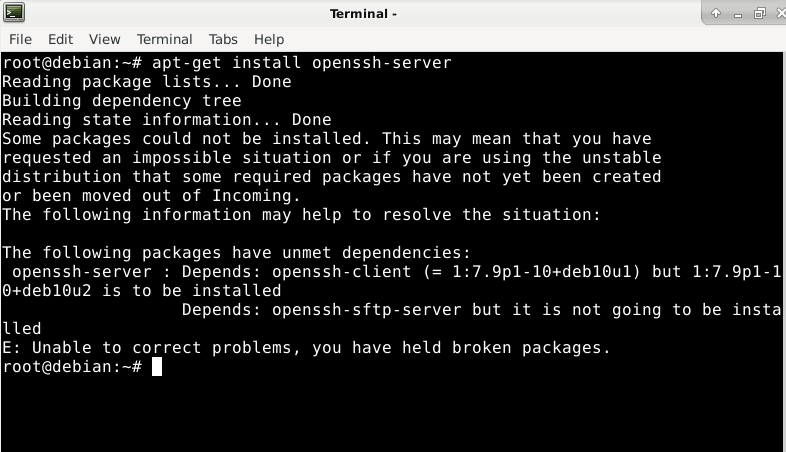 Terminal -
File Edit View Terminal Tabs Help
root@debian:~# apt-get install openssh-server
Reading package lists... Done
Building dependency tree
Reading state information... Done
Some packages could not be installed. This may mean that you have
requested an impossible situation or if you are using the unstable
distribution that some required packages have not yet been created
or been moved out of Incoming.
The following information may help to resolve the situation:

The following packages have unmet dependencies:
 openssh-server : Depends: openssh-client (= 1:7.9p1-10+deb10u1) but 1:7.9p1-1
0+deb10u2 is to be installed
                  Depends: openssh-sftp-server but it is not going to be insta
lled
E: Unable to correct problems, you have held broken packages.
root@debian:~#